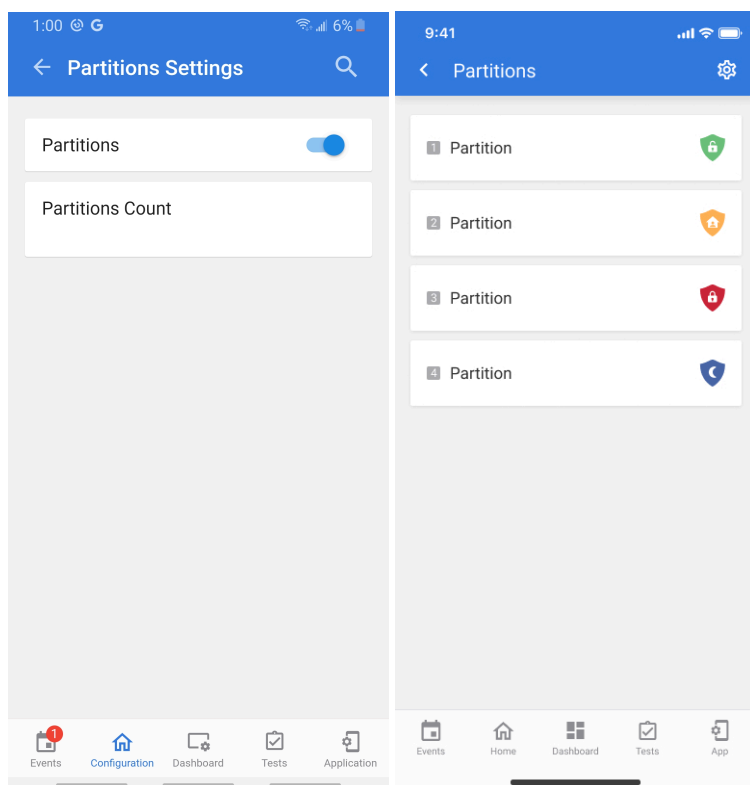 1:00 G 6%
Partitions Settings
Partitions
Partitions Count
1
Events Configuration Dashboard Tests Application
9:41
Partitions
1 Partition
2 Partition
3 Partition
4 Partition
Events Home Dashboard Tests App